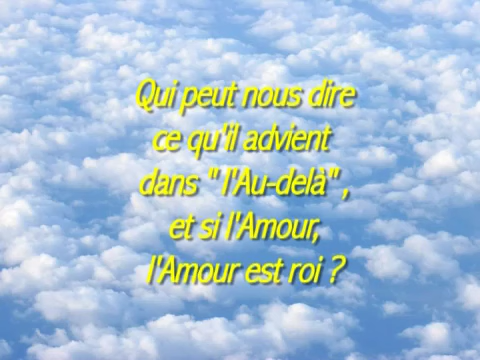 Qui peut nous dire
ce qu'il advient
dans "l'Au-delà",
et si l'Amour,
l'Amour est roi ?